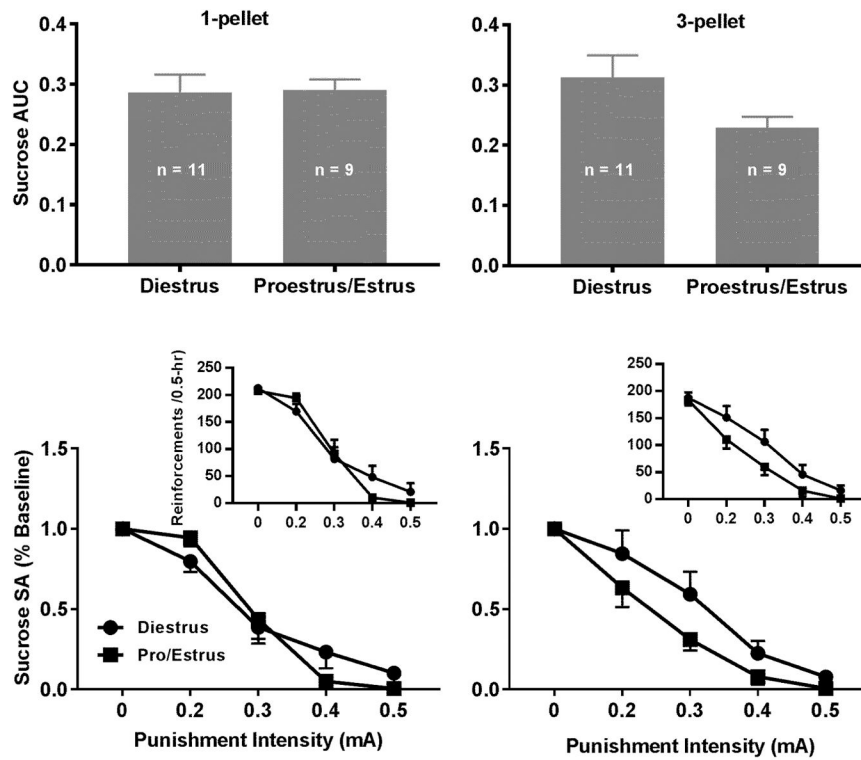 1-pellet
3-pellet
Sucrose AUC
0.4
0.3
0.2
0.1
0.0
n = 11
n = 9
Diestrus
Proestrus/Estrus
0.4
0.3
0.2
0.1
0.0
n = 11
n = 9
Diestrus
Proestrus/Estrus
Reinforcements /0.5-hr)
250
200
150
100
50
0
0 0.2 0.3 0.4 0.5
250
200
150
100
50
0
0 0.2 0.3 0.4 0.5
Sucrose SA (% Baseline)
1.5
1.0
0.5
0.0
Diestrus
Pro/Estrus
0 0.2 0.3 0.4 0.5
Punishment Intensity (mA)
1.5
1.0
0.5
0.0
0 0.2 0.3 0.4 0.5
Punishment Intensity (mA)